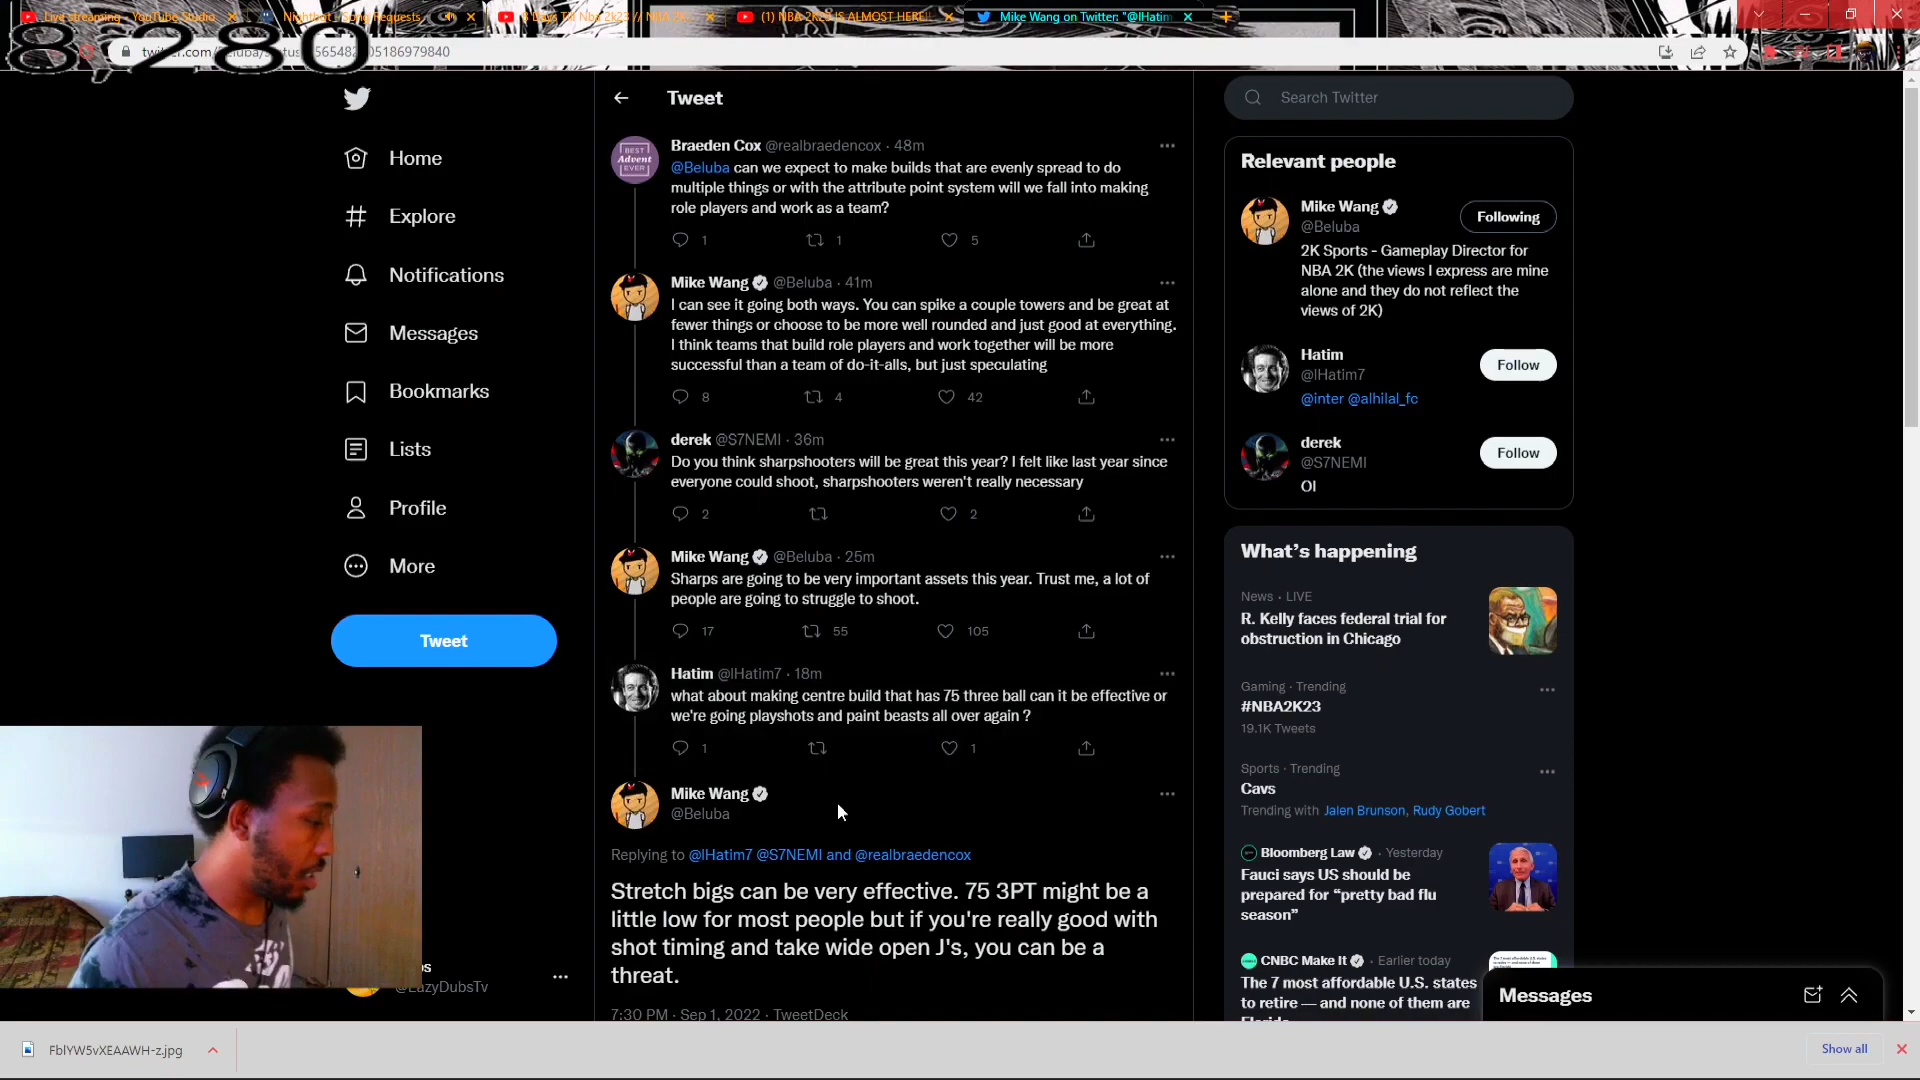 Live streaming - YouTube Studio
Nightbot - Song Requests
8 Days Till Nba 2k23 // NBA 2K
(1) NBA 2K23 IS ALMOST HERE!!
Mike Wang on Twitter: "@lHatim
8,280
Tweet
Search Twitter
Home
Explore
Notifications
Messages
Bookmarks
Lists
Profile
More
Tweet
BEST
Advent
EVER
Braeden Cox @realbraedencox · 48m
@Beluba can we expect to make builds that are evenly spread to do
multiple things or with the attribute point system will we fall into making
role players and work as a team?
1 1 5
Mike Wang @Beluba · 41m
I can see it going both ways. You can spike a couple towers and be great at
fewer things or choose to be more well rounded and just good at everything.
I think teams that build role players and work together will be more
successful than a team of do-it-alls, but just speculating
8 4 42
derek @S7NEMI · 36m
Do you think sharpshooters will be great this year? I felt like last year since
everyone could shoot, sharpshooters weren't really necessary
2 2
Mike Wang @Beluba · 25m
Sharps are going to be very important assets this year. Trust me, a lot of
people are going to struggle to shoot.
17 55 105
Hatim @lHatim7 · 18m
what about making centre build that has 75 three ball can it be effective or
we're going playshots and paint beasts all over again ?
1 1
Mike Wang
@Beluba
Replying to @lHatim7 @S7NEMI and @realbraedencox
Stretch bigs can be very effective. 75 3PT might be a
little low for most people but if you're really good with
shot timing and take wide open J's, you can be a
threat.
7:30 PM · Sep 1, 2022 · TweetDeck
Relevant people
Mike Wang
@Beluba
Following
2K Sports - Gameplay Director for
NBA 2K (the views I express are mine
alone and they do not reflect the
views of 2K)
Hatim
@lHatim7
Follow
@inter @alhilal_fc
derek
@S7NEMI
Follow
Ol
What's happening
News · LIVE
R. Kelly faces federal trial for
obstruction in Chicago
Gaming · Trending
#NBA2K23
19.1K Tweets
Sports · Trending
Cavs
Trending with Jalen Brunson, Rudy Gobert
Bloomberg Law · Yesterday
Fauci says US should be
prepared for "pretty bad flu
season"
CNBC Make It · Earlier today
The 7 most affordable U.S. states
to retire — and none of them are
Florida
Messages
@LazyDubsTv
FblYW5vXEAAWH-z.jpg
Show all